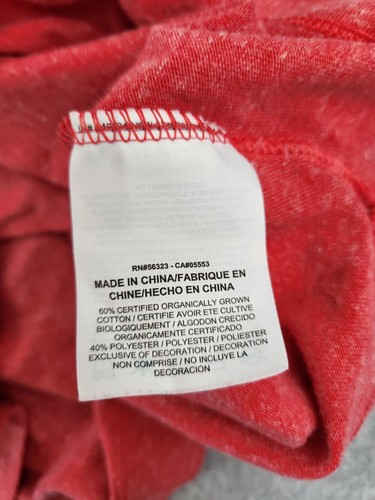 RN#56323 - CA#05553
MADE IN CHINA/FABRIQUE EN
CHINE/HECHO EN CHINA
60% CERTIFIED ORGANICALLY GROWN
COTTON / CERTIFIE AVOIR ETE CULTIVE
BIOLOGIQUEMENT / ALGODON CRECIDO
ORGANICAMENTE CERTIFICADO
40% POLYESTER / POLYESTER / POLIESTER
EXCLUSIVE OF DECORATION / DECORATION
NON COMPRISE / NO INCLUYE LA
DECORACION